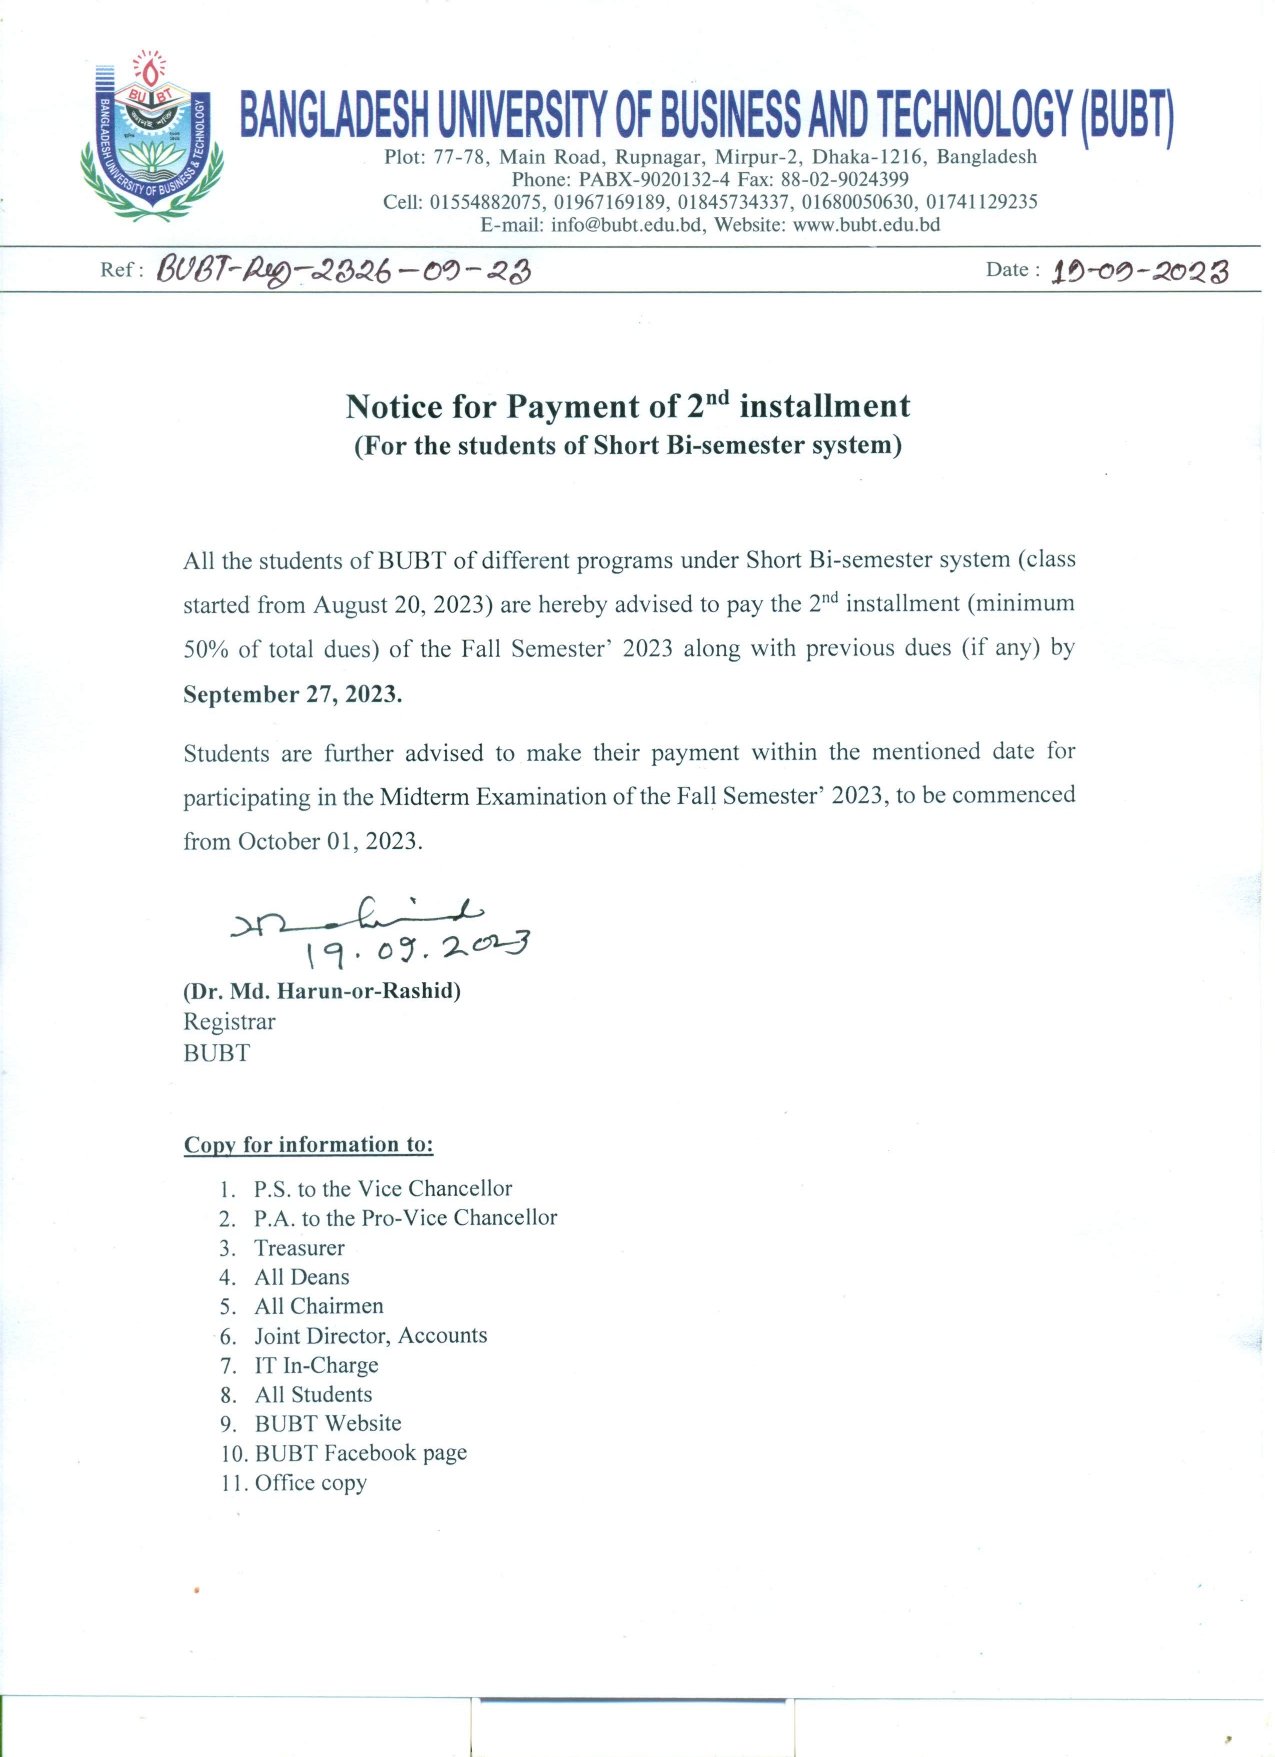 BANGLADESH UNIVERSITY OF BUSINESS AND TECHNOLOGY (BUBT)
BU BT
BANGLADESH UNIVERSITY OF BUSINESS & TECHNOLOGY
Plot: 77-78, Main Road, Rupnagar, Mirpur-2, Dhaka-1216, Bangladesh
Phone: PABX-9020132-4 Fax: 88-02-9024399
Cell: 01554882075, 01967169189, 01845734337, 01680050630, 01741129235
E-mail: info@bubt.edu.bd, Website: www.bubt.edu.bd
Ref : BUBT-Reg-2326-09-23 Date : 19-09-2023
Notice for Payment of 2nd installment
(For the students of Short Bi-semester system)
All the students of BUBT of different programs under Short Bi-semester system (class
started from August 20, 2023) are hereby advised to pay the 2nd installment (minimum
50% of total dues) of the Fall Semester’ 2023 along with previous dues (if any) by
September 27, 2023.
Students are further advised to make their payment within the mentioned date for
participating in the Midterm Examination of the Fall Semester’ 2023, to be commenced
from October 01, 2023.
19.09.2023
(Dr. Md. Harun-or-Rashid)
Registrar
BUBT
Copy for information to:
1. P.S. to the Vice Chancellor
2. P.A. to the Pro-Vice Chancellor
3. Treasurer
4. All Deans
5. All Chairmen
6. Joint Director, Accounts
7. IT In-Charge
8. All Students
9. BUBT Website
10. BUBT Facebook page
11. Office copy